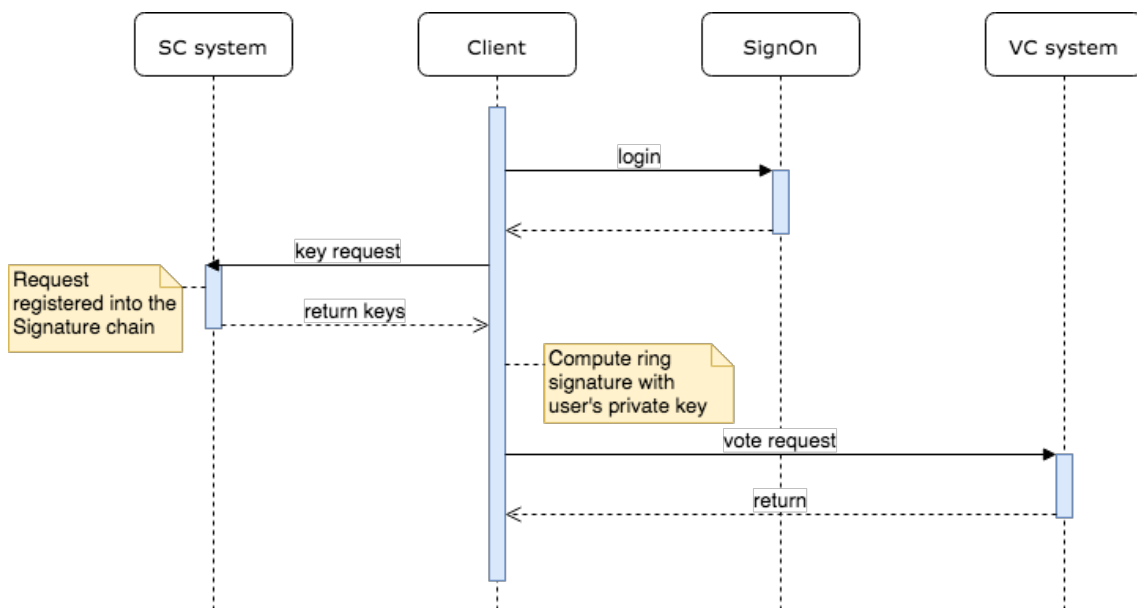 SC system
Client
SignOn
VC system
login
key request
Request
registered into the
Signature chain
return keys
Compute ring
signature with
user's private key
vote request
return